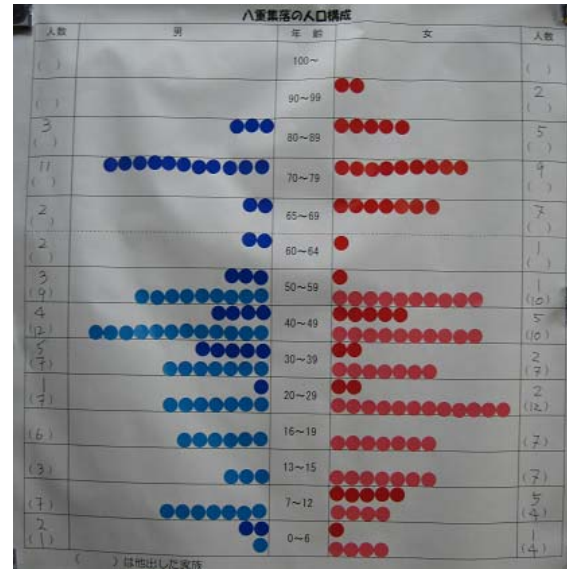 八重集落の人口構成
人数 男 年 齢 女 人数
( ) 100~ ( )
( ) 90~99 2 ( )
3 ( ) 80~89 5 ( )
11 ( ) 70~79 9 ( )
2 ( ) 65~69 7 ( )
2 ( ) 60~64 1 ( )
3 (9) 50~59 1 (10)
4 (12) 40~49 5 (10)
5 (7) 30~39 2 (7)
1 (7) 20~29 2 (12)
(6) 16~19 (7)
(3) 13~15 (7)
(7) 7~12 5 (4)
2 (1) 0~6 1 (4)
( )は他出した家族